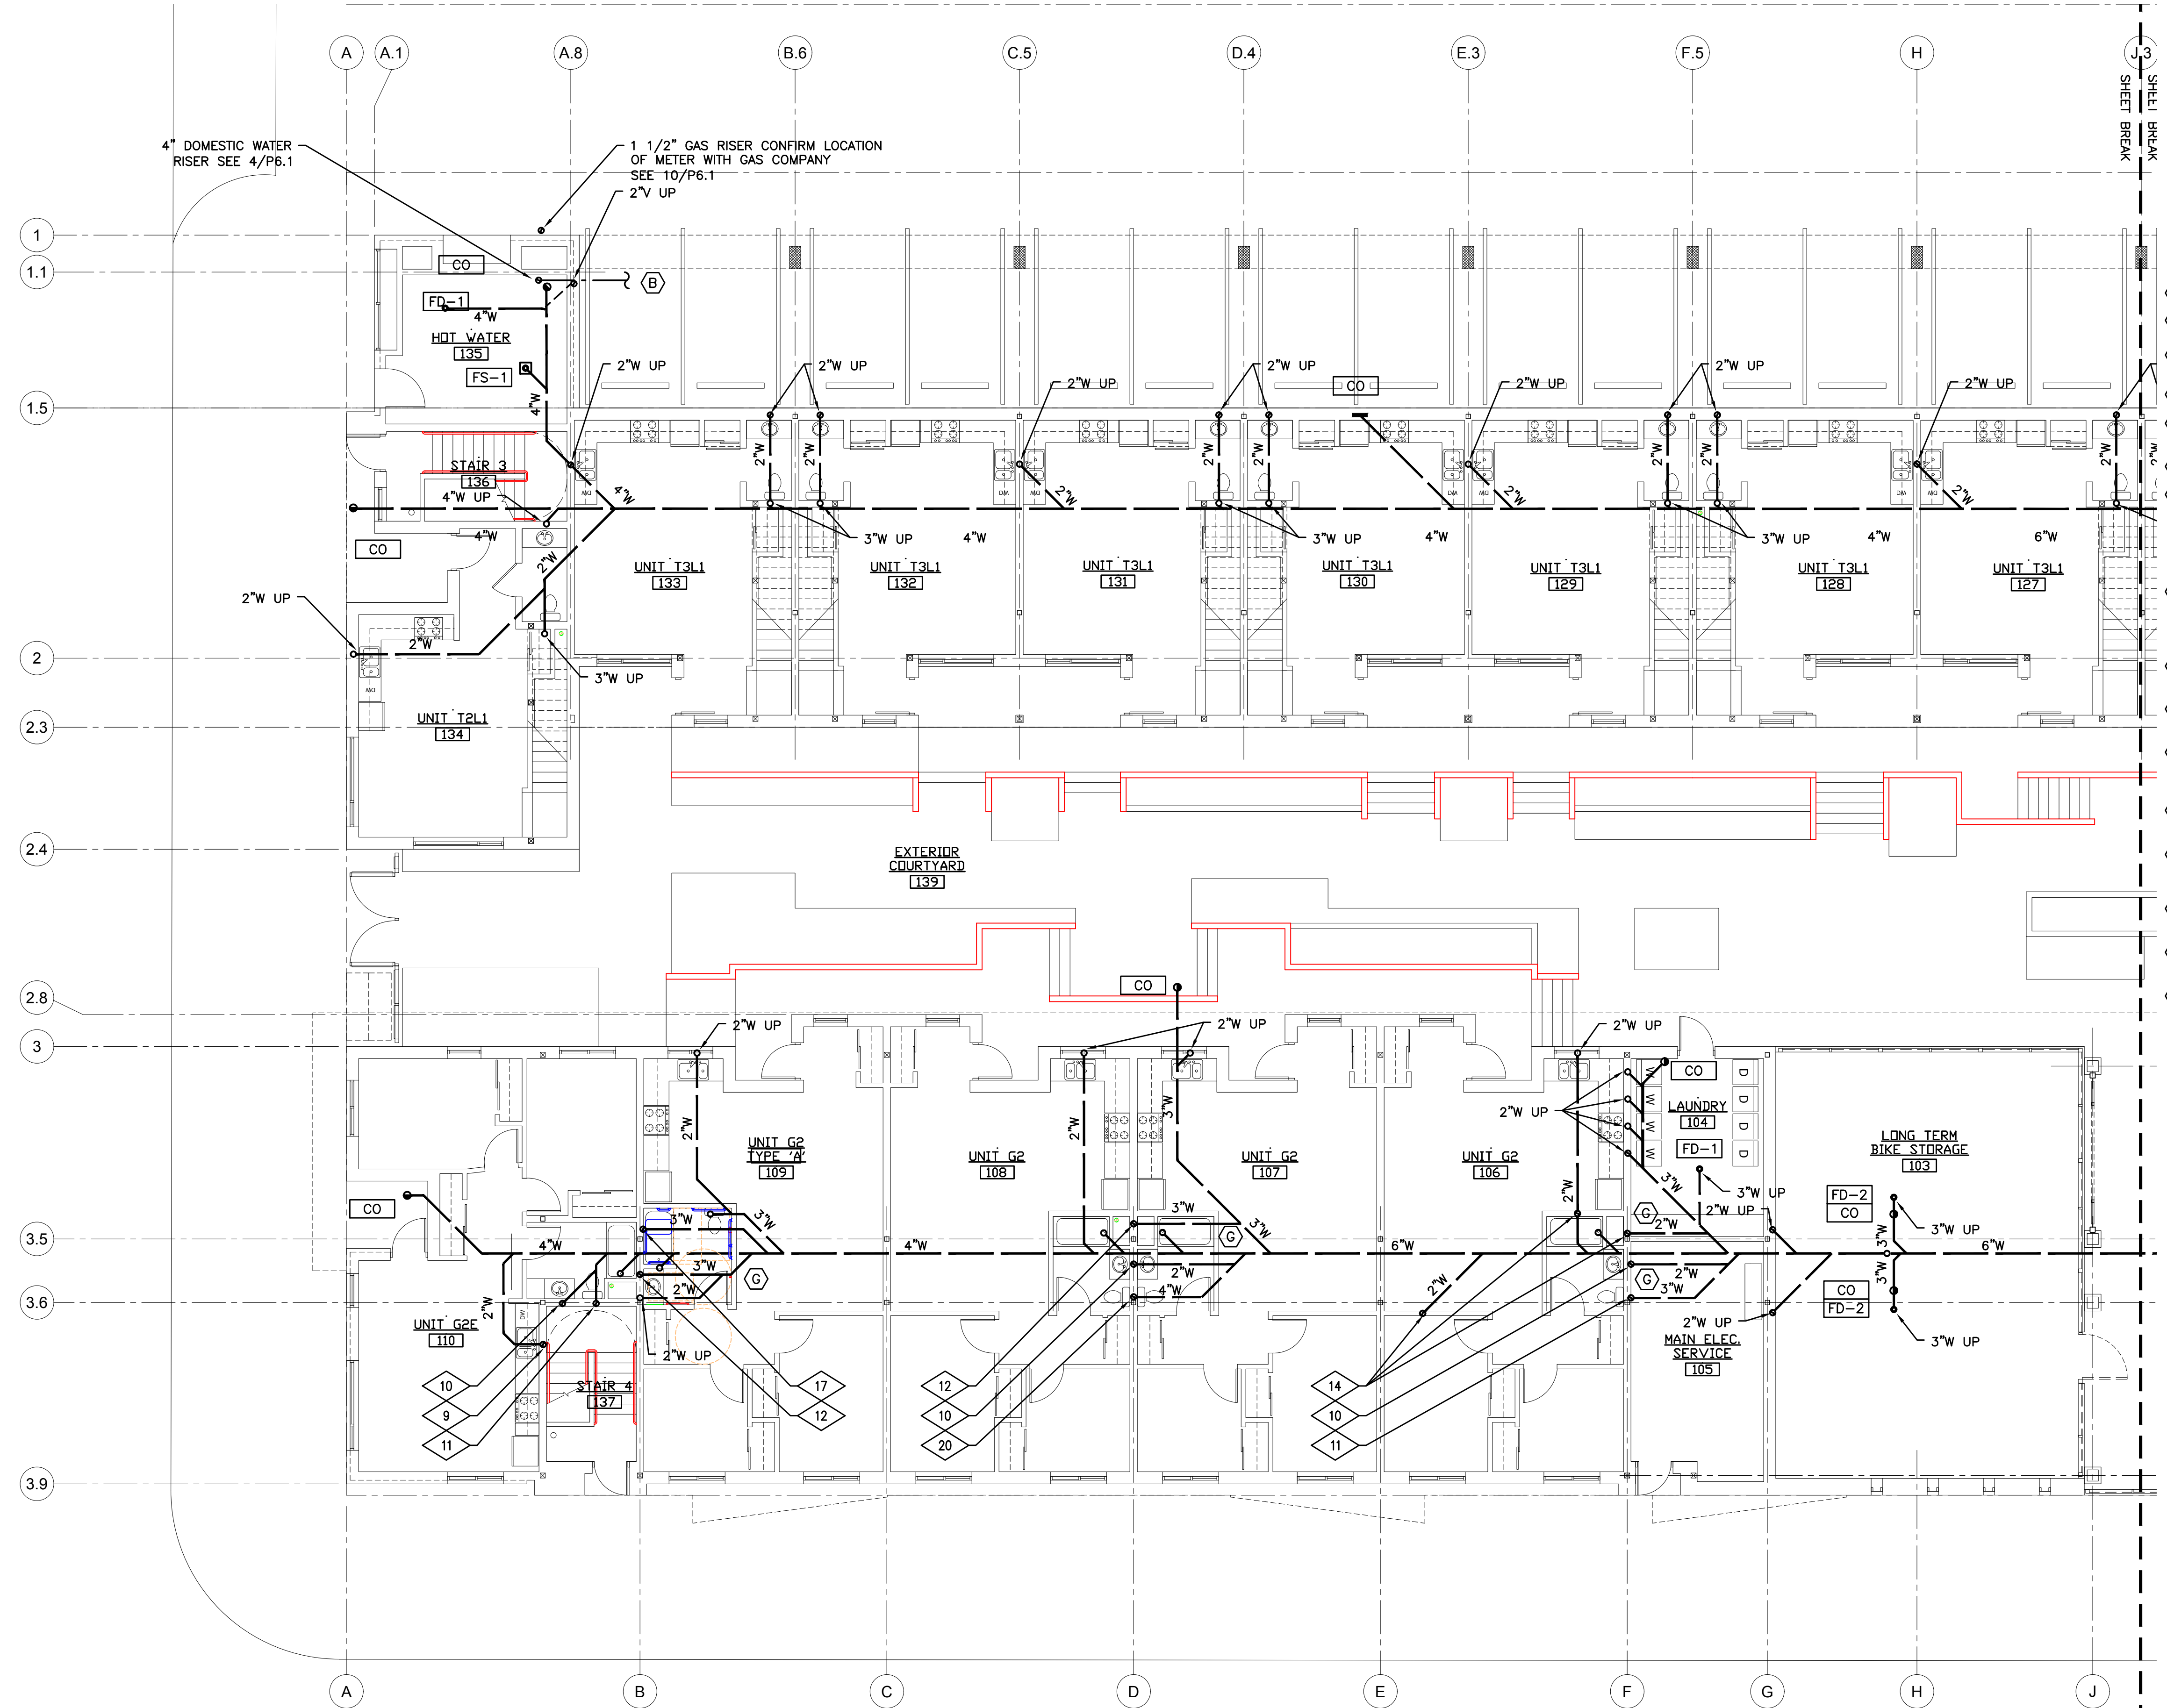 A
A.1
A.8
B.6
C.5
D.4
E.3
F.5
H
J.3
SHEET BREAK
SHEET BREAK
4" DOMESTIC WATER
RISER SEE 4/P6.1
1 1/2" GAS RISER CONFIRM LOCATION
OF METER WITH GAS COMPANY
SEE 10/P6.1
2"V UP
1
1.1
CO
B
FD-1
4"W
HOT WATER
135
FS-1
4"W
2"W UP
2"W UP
2"W UP
2"W UP
CO
2"W UP
2"W UP
2"W UP
1.5
2"W
2"W
2"W
2"W
2"W
2"W
2"W
2"W
STAIR 3
136
4"W UP
4"W
DW
DW
DW
DW
DW
DW
DW
2"W
2"W
2"W
4"W
CO
2"W
3"W UP
4"W
3"W UP
4"W
3"W UP
4"W
6"W
UNIT T3L1
133
UNIT T3L1
132
UNIT T3L1
131
UNIT T3L1
130
UNIT T3L1
129
UNIT T3L1
128
UNIT T3L1
127
2"W UP
2"W
2
3"W UP
DW
UNIT T2L1
134
2.3
2.4
EXTERIOR
COURTYARD
139
CO
2.8
3
2"W UP
2"W UP
2"W UP
CO
2"W
2"W
3"W
2"W UP
W
W
W
W
D
D
D
D
LAUNDRY
104
FD-1
UNIT G2
TYPE 'A'
109
UNIT G2
108
UNIT G2
107
UNIT G2
106
LONG TERM
BIKE STORAGE
103
CO
3"W
3"W
3"W
3"W
G
2"W
G
2"W
3"W
3"W UP
2"W UP
FD-2
CO
3"W UP
3"W
3.5
4"W
4"W
6"W
6"W
3"W
G
2"W
2"W
4"W
2"W
G
2"W
3"W
3"W
CO
FD-2
3.6
2"W
DW
UNIT G2E
110
2"W UP
2"W UP
3"W UP
MAIN ELEC.
SERVICE
105
STAIR 4
137
10
9
11
17
12
12
10
20
14
10
11
3.9
A
B
C
D
E
F
G
H
J